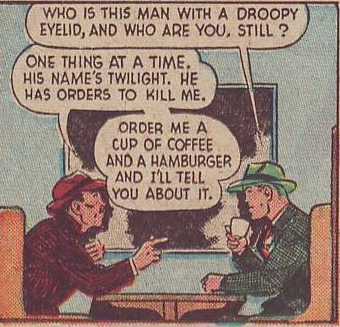 WHO IS THIS MAN WITH A DROOPY
EYELID, AND WHO ARE YOU, STILL?
ONE THING AT A TIME.
HIS NAME'S TWILIGHT. HE
HAS ORDERS TO KILL ME.
ORDER ME A
CUP OF COFFEE
AND A HAMBURGER
AND I'LL TELL
YOU ABOUT IT.